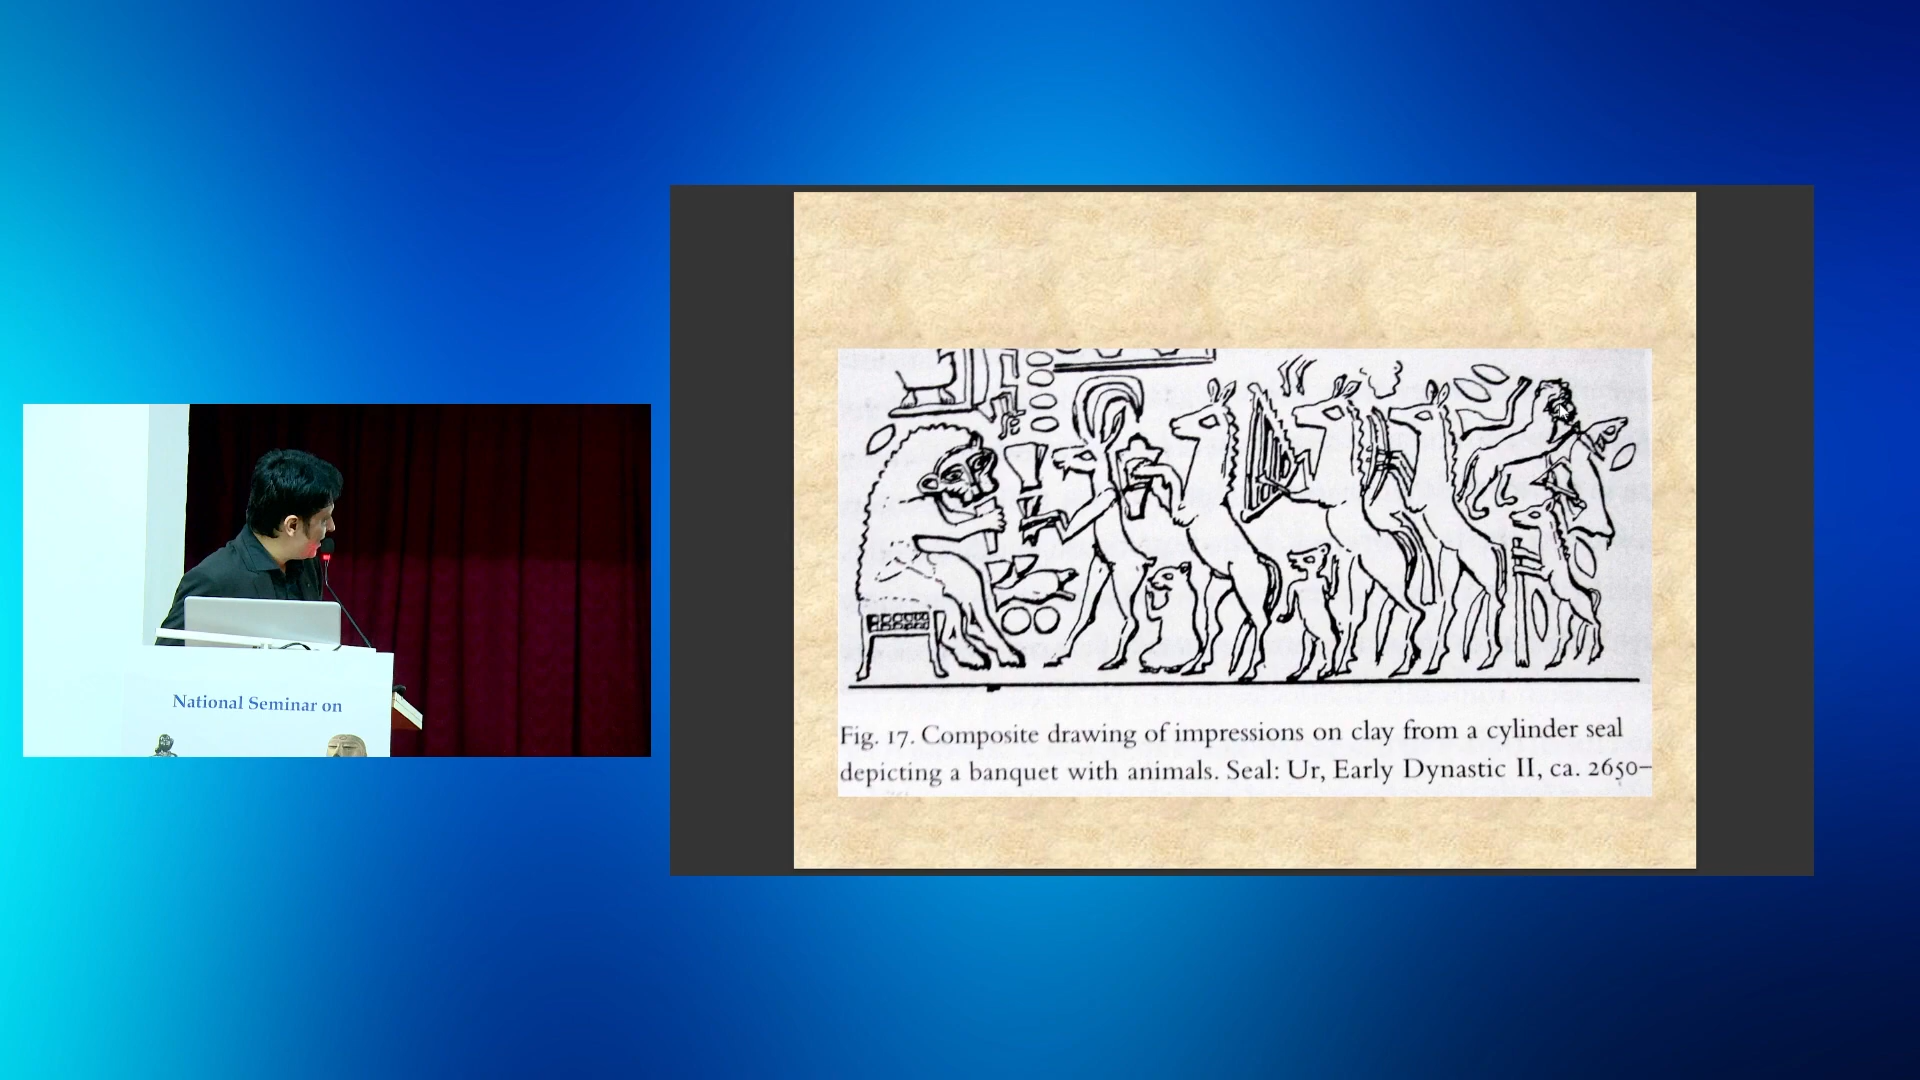 National Seminar on
Fig. 17. Composite drawing of impressions on clay from a cylinder seal
depicting a banquet with animals. Seal: Ur, Early Dynastic II, ca. 2650–